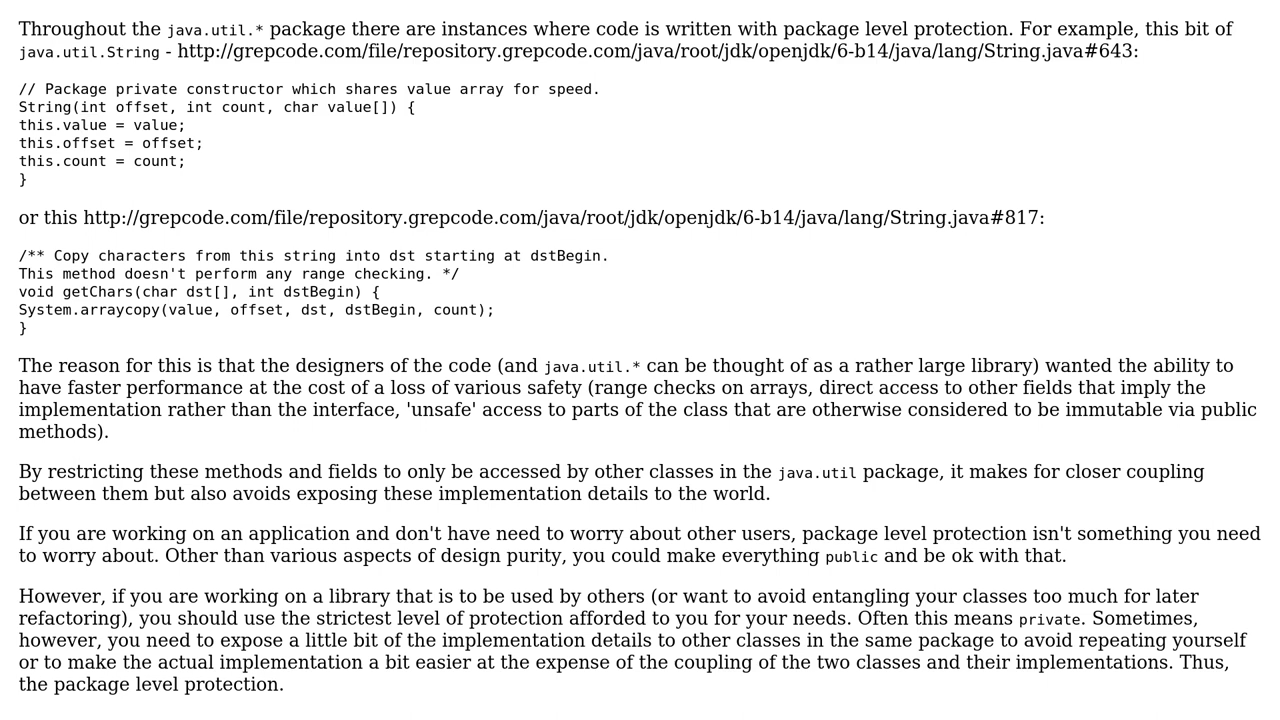 Throughout the java.util.* package there are instances where code is written with package level protection. For example, this bit of
java.util.String - http://grepcode.com/file/repository.grepcode.com/java/root/jdk/openjdk/6-b14/java/lang/String.java#643:
// Package private constructor which shares value array for speed.
String(int offset, int count, char value[]) {
this.value = value;
this.offset = offset;
this.count = count;
}
or this http://grepcode.com/file/repository.grepcode.com/java/root/jdk/openjdk/6-b14/java/lang/String.java#817:
/** Copy characters from this string into dst starting at dstBegin.
This method doesn't perform any range checking. */
void getChars(char dst[], int dstBegin) {
System.arraycopy(value, offset, dst, dstBegin, count);
}
The reason for this is that the designers of the code (and java.util.* can be thought of as a rather large library) wanted the ability to
have faster performance at the cost of a loss of various safety (range checks on arrays, direct access to other fields that imply the
implementation rather than the interface, 'unsafe' access to parts of the class that are otherwise considered to be immutable via public
methods).
By restricting these methods and fields to only be accessed by other classes in the java.util package, it makes for closer coupling
between them but also avoids exposing these implementation details to the world.
If you are working on an application and don't have need to worry about other users, package level protection isn't something you need
to worry about. Other than various aspects of design purity, you could make everything public and be ok with that.
However, if you are working on a library that is to be used by others (or want to avoid entangling your classes too much for later
refactoring), you should use the strictest level of protection afforded to you for your needs. Often this means private. Sometimes,
however, you need to expose a little bit of the implementation details to other classes in the same package to avoid repeating yourself
or to make the actual implementation a bit easier at the expense of the coupling of the two classes and their implementations. Thus,
the package level protection.